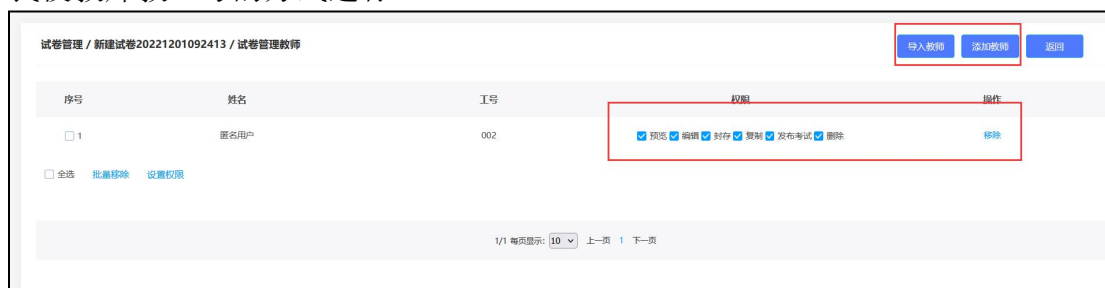 试卷管理 / 新建试卷20221201092413 / 试卷管理教师 导入教师 添加教师 返回
序号 姓名 工号 权限 操作
1 匿名用户 002 预览 编辑 封存 复制 发布考试 删除 移除
全选 批量移除 设置权限
1/1 每页显示: 10 上一页 1 下一页